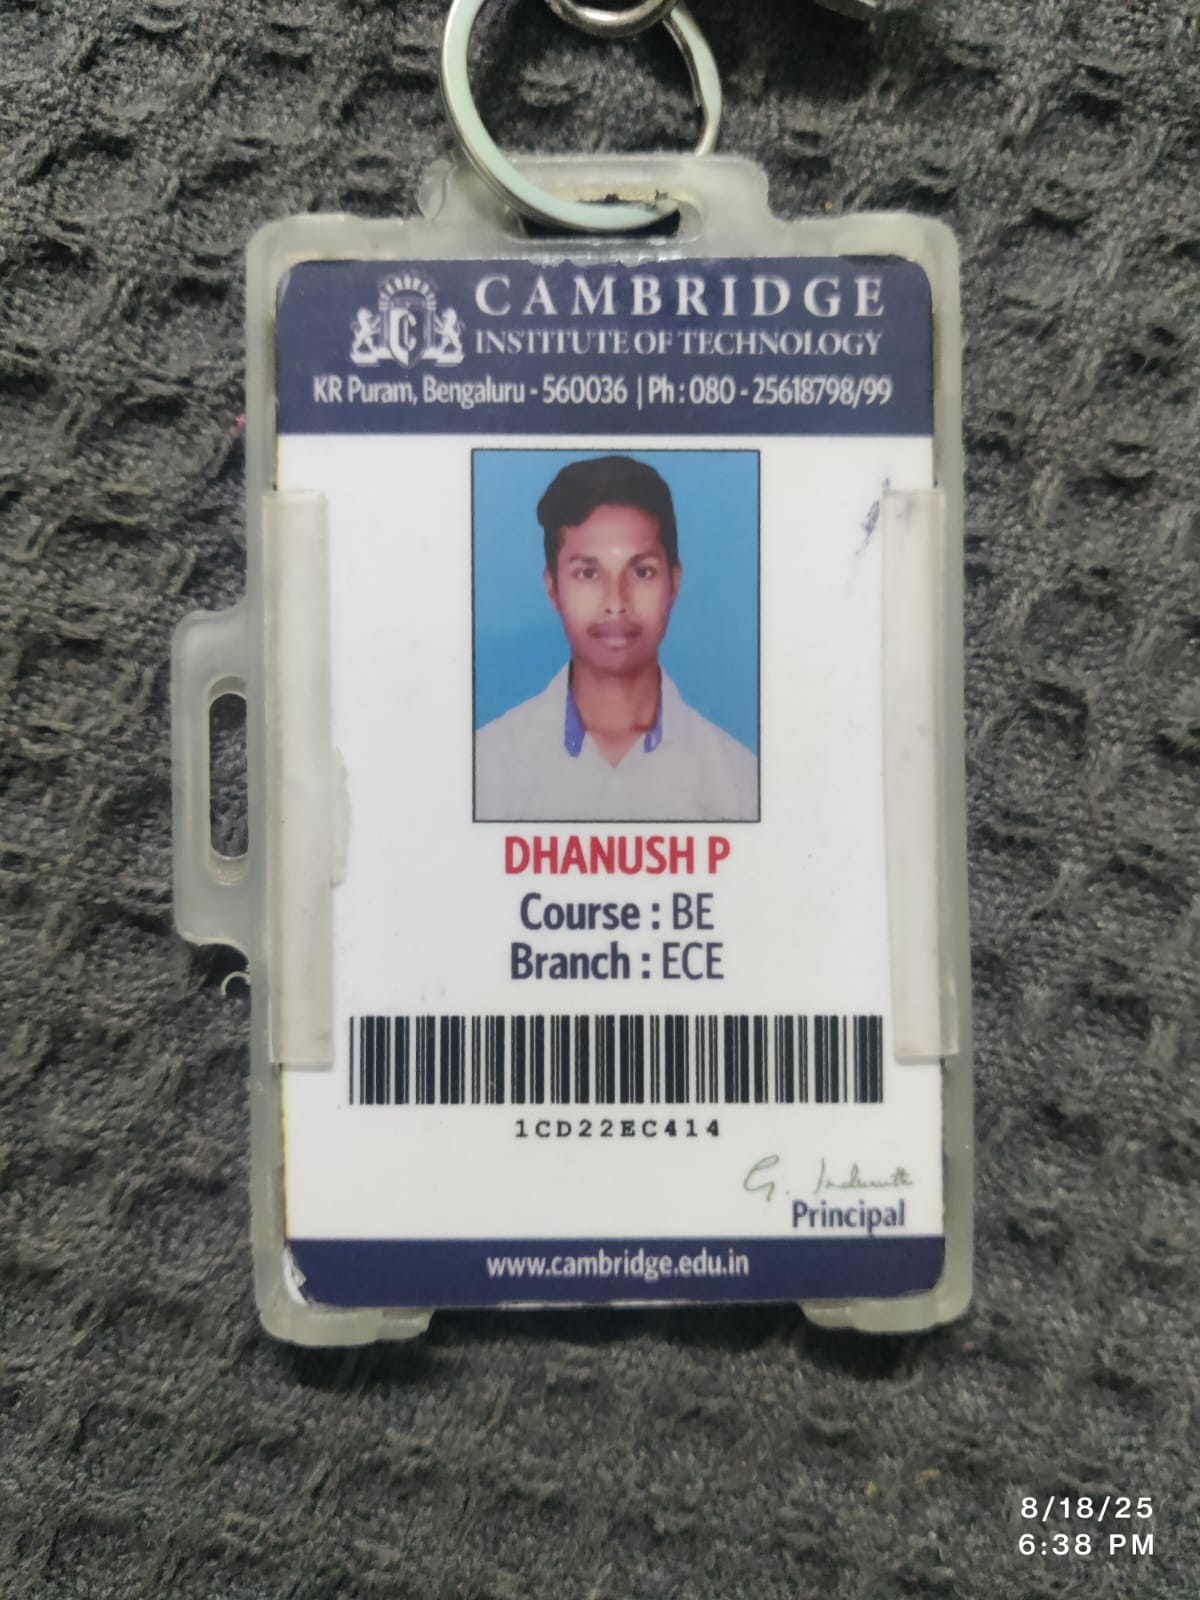 CAMBRIDGE
INSTITUTE OF TECHNOLOGY
KR Puram, Bengaluru - 560036 | Ph : 080 - 25618798/99
DHANUSH P
Course : BE
Branch : ECE
1CD22EC414
Principal
www.cambridge.edu.in
8/18/25
6:38 PM